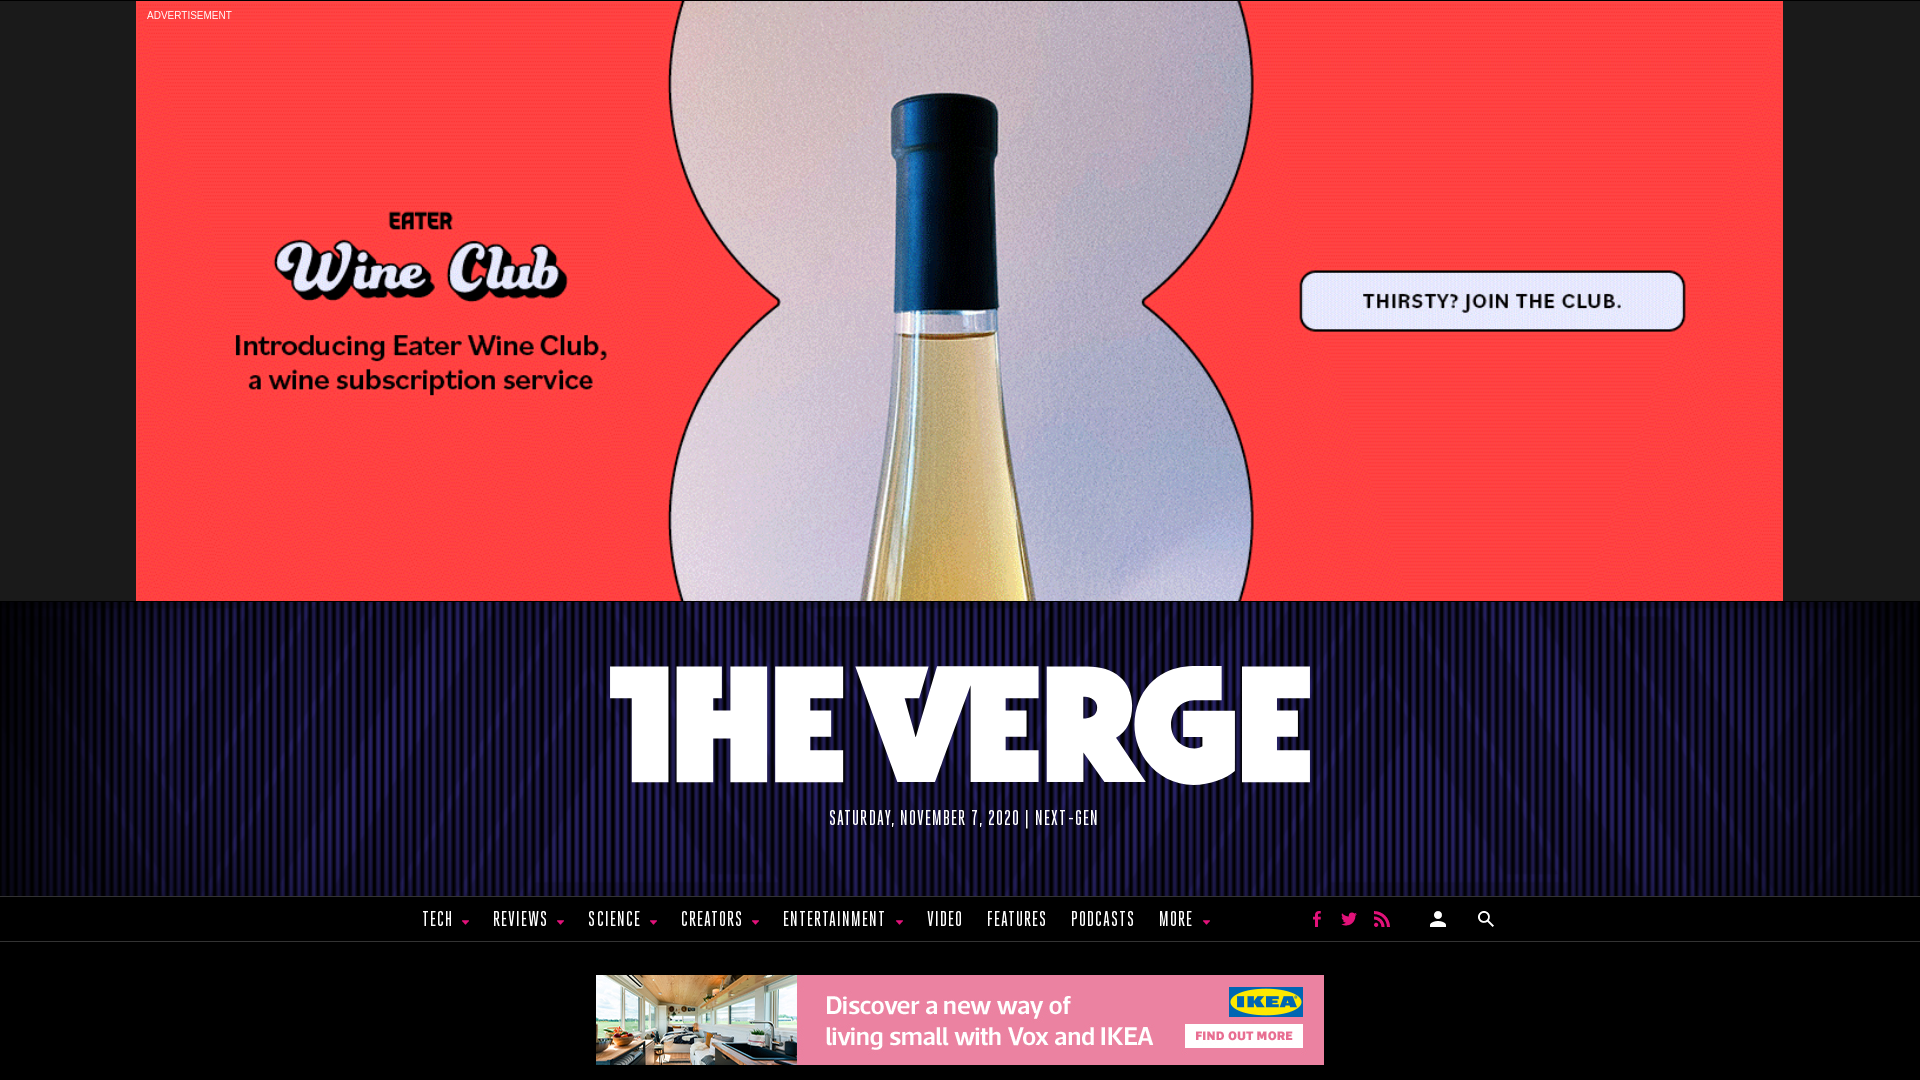 ADVERTISEMENT
EATER
Wine Club
Introducing Eater Wine Club,
a wine subscription service
THIRSTY? JOIN THE CLUB.
THE VERGE
SATURDAY, NOVEMBER 7, 2020 | NEXT-GEN
TECH REVIEWS SCIENCE CREATORS ENTERTAINMENT VIDEO FEATURES PODCASTS MORE
Discover a new way of
living small with Vox and IKEA
IKEA
FIND OUT MORE